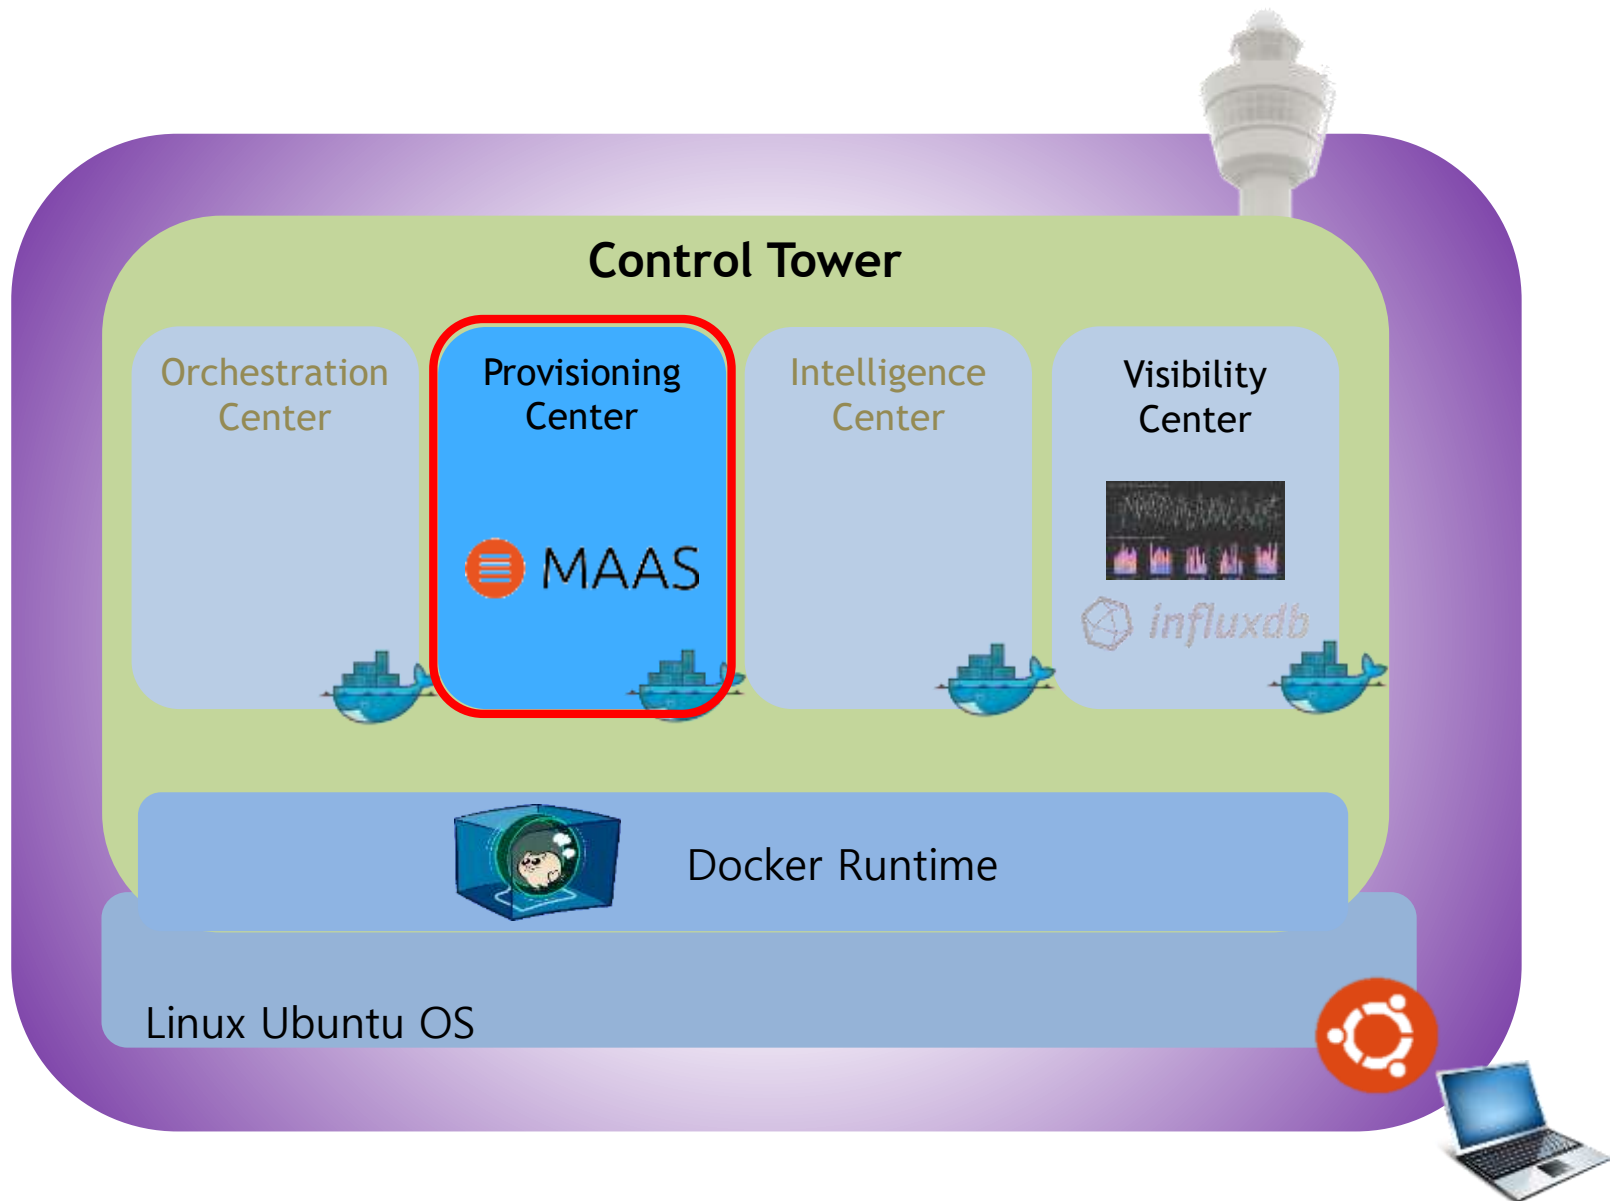 Control Tower
Orchestration
Center
Provisioning
Center
MAAS
Intelligence
Center
Visibility
Center
influxdb
Docker Runtime
Linux Ubuntu OS